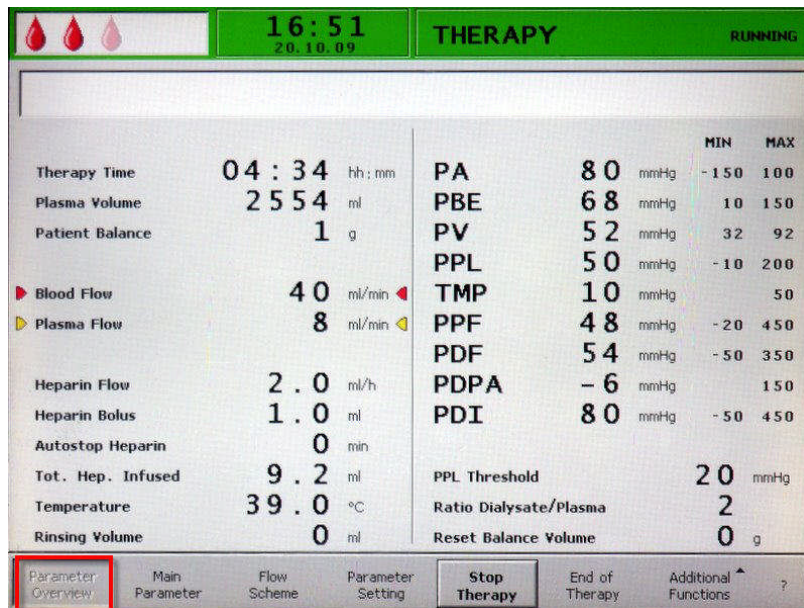 16:51
20.10.09
THERAPY
RUNNING
MIN MAX
Therapy Time 04:34 hh:mm
Plasma Volume 2554 ml
Patient Balance 1 g
Blood Flow 40 ml/min
Plasma Flow 8 ml/min
Heparin Flow 2.0 ml/h
Heparin Bolus 1.0 ml
Autostop Heparin 0 min
Tot. Hep. Infused 9.2 ml
Temperature 39.0 °C
Rinsing Volume 0 ml
PA 80 mmHg -150 100
PBE 68 mmHg 10 150
PV 52 mmHg 32 92
PPL 50 mmHg -10 200
TMP 10 mmHg 50
PPF 48 mmHg -20 450
PDF 54 mmHg -50 350
PDPA -6 mmHg 150
PDI 80 mmHg -50 450
PPL Threshold 20 mmHg
Ratio Dialysate/Plasma 2
Reset Balance Volume 0 g
Parameter
Overview
Main
Parameter
Flow
Scheme
Parameter
Setting
Stop
Therapy
End of
Therapy
Additional
Functions
?